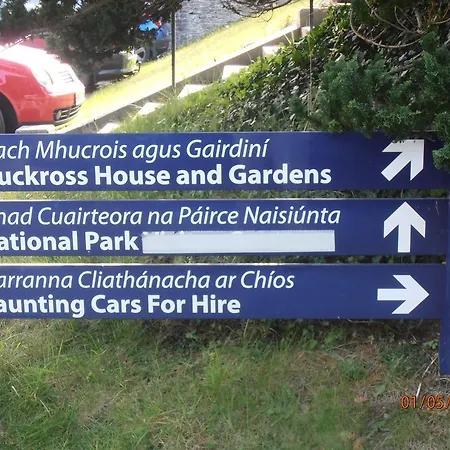 ach Mhucrois agus Gairdiní
uckross House and Gardens
had Cuairteora na Páirce Naisiúnta
ational Park
arranna Cliathánacha ar Chíos
aunting Cars For Hire
01/05